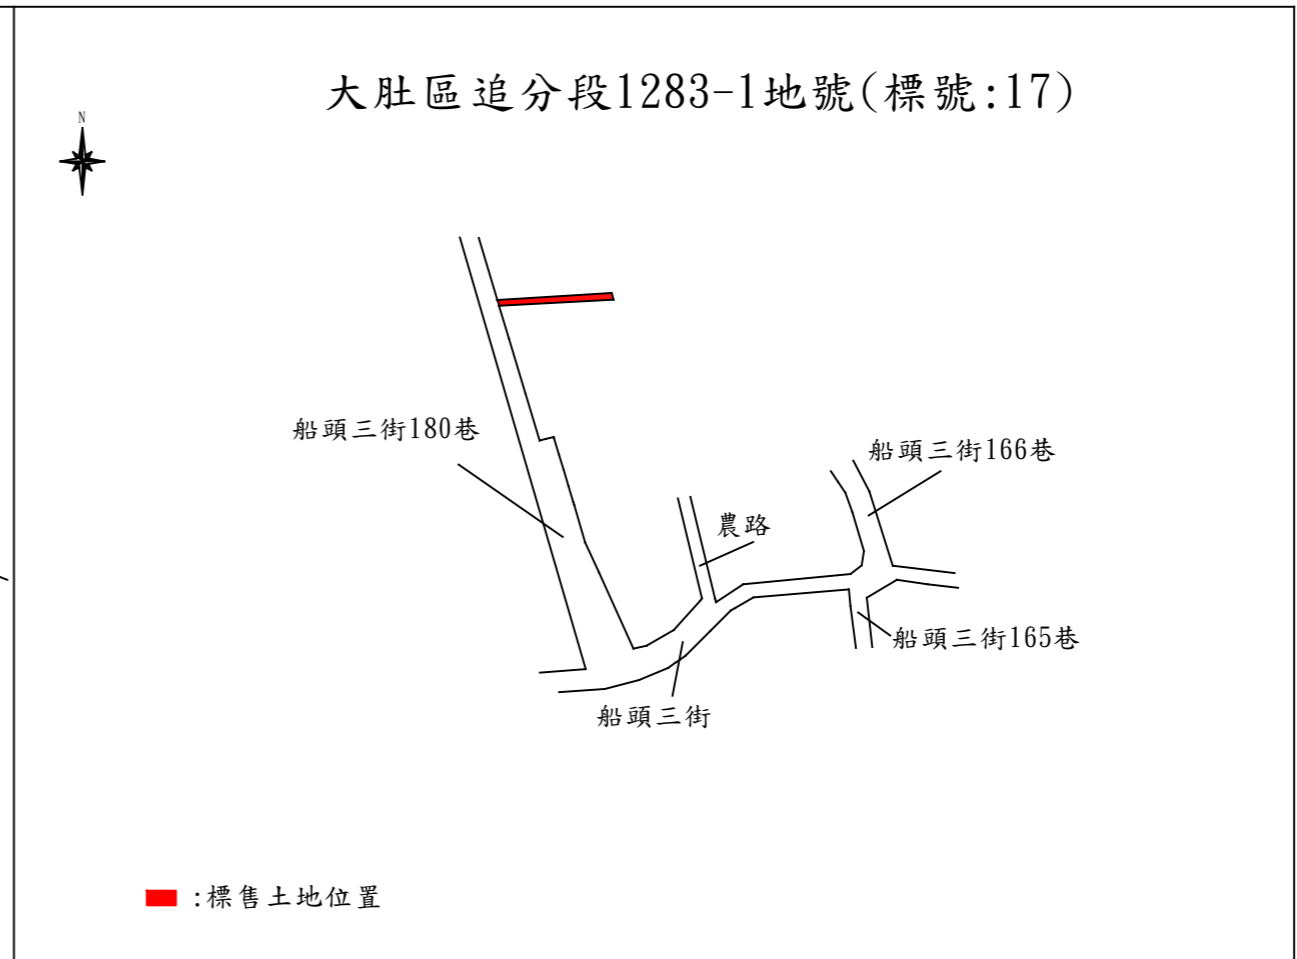 大肚區追分段1283-1地號(標號:17)
N
船頭三街180巷
船頭三街166巷
農路
船頭三街165巷
船頭三街
:標售土地位置